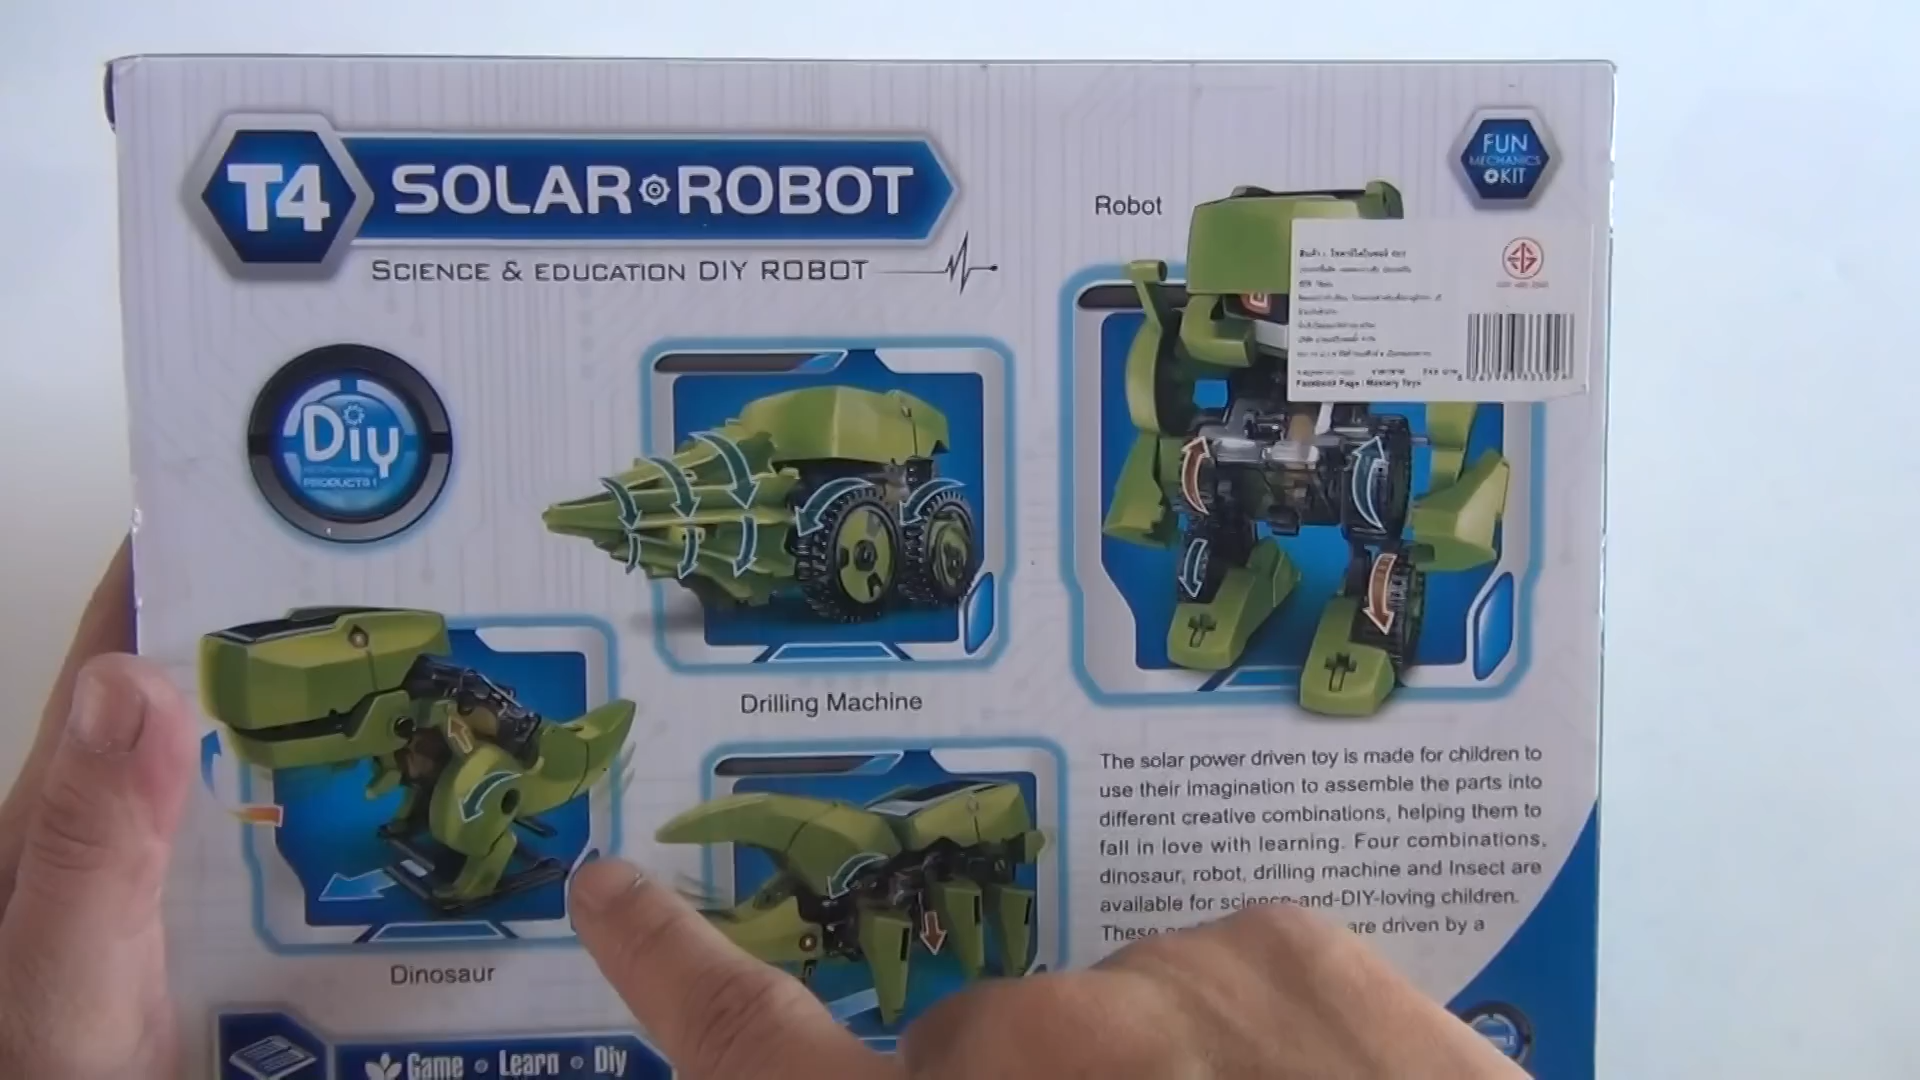 T4 SOLAR ROBOT
SCIENCE & EDUCATION DIY ROBOT
FUN
MECHANICS
KIT
Robot
Diy
PRODUCTS
Facebook Page : Mastery Toys
Drilling Machine
The solar power driven toy is made for children to
use their imagination to assemble the parts into
different creative combinations, helping them to
fall in love with learning. Four combinations,
dinosaur, robot, drilling machine and Insect are
available for science-and-DIY-loving children.
These are driven by a
Dinosaur
Game Learn Diy